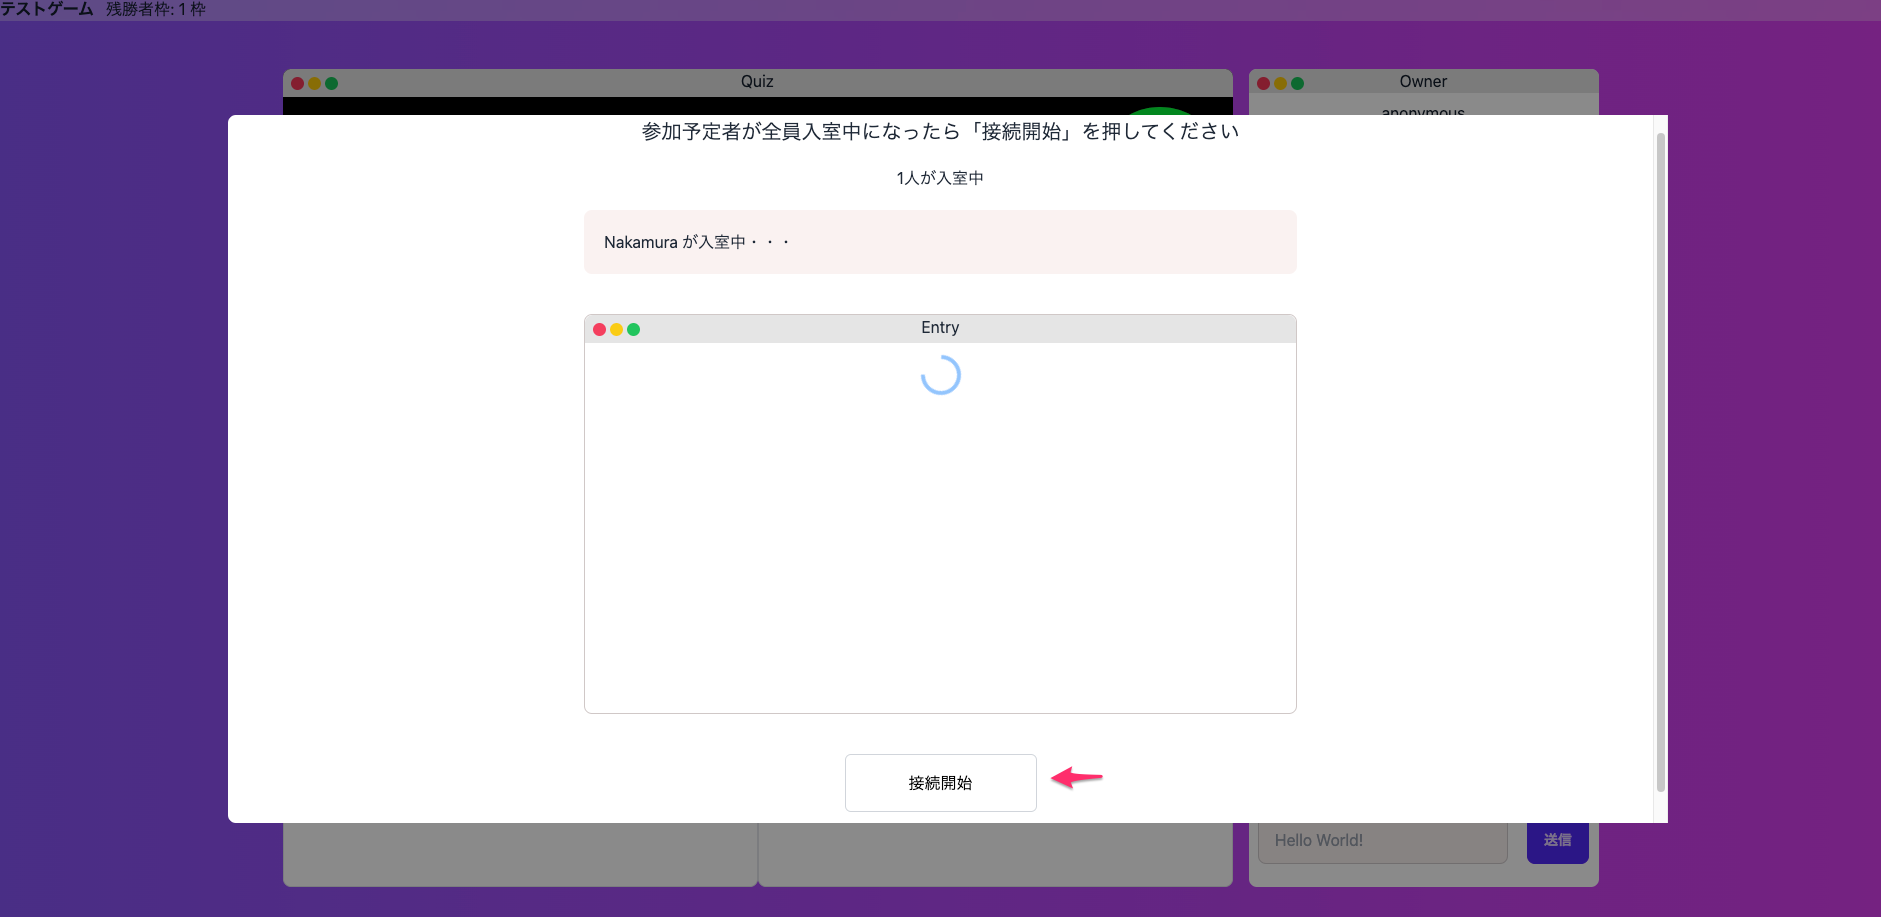 テストゲーム 残勝者枠: 1 枠
Quiz
Owner
anonymous
参加予定者が全員入室中になったら「接続開始」を押してください
1人が入室中
Nakamura が入室中・・・
Entry
接続開始
Hello World!
送信